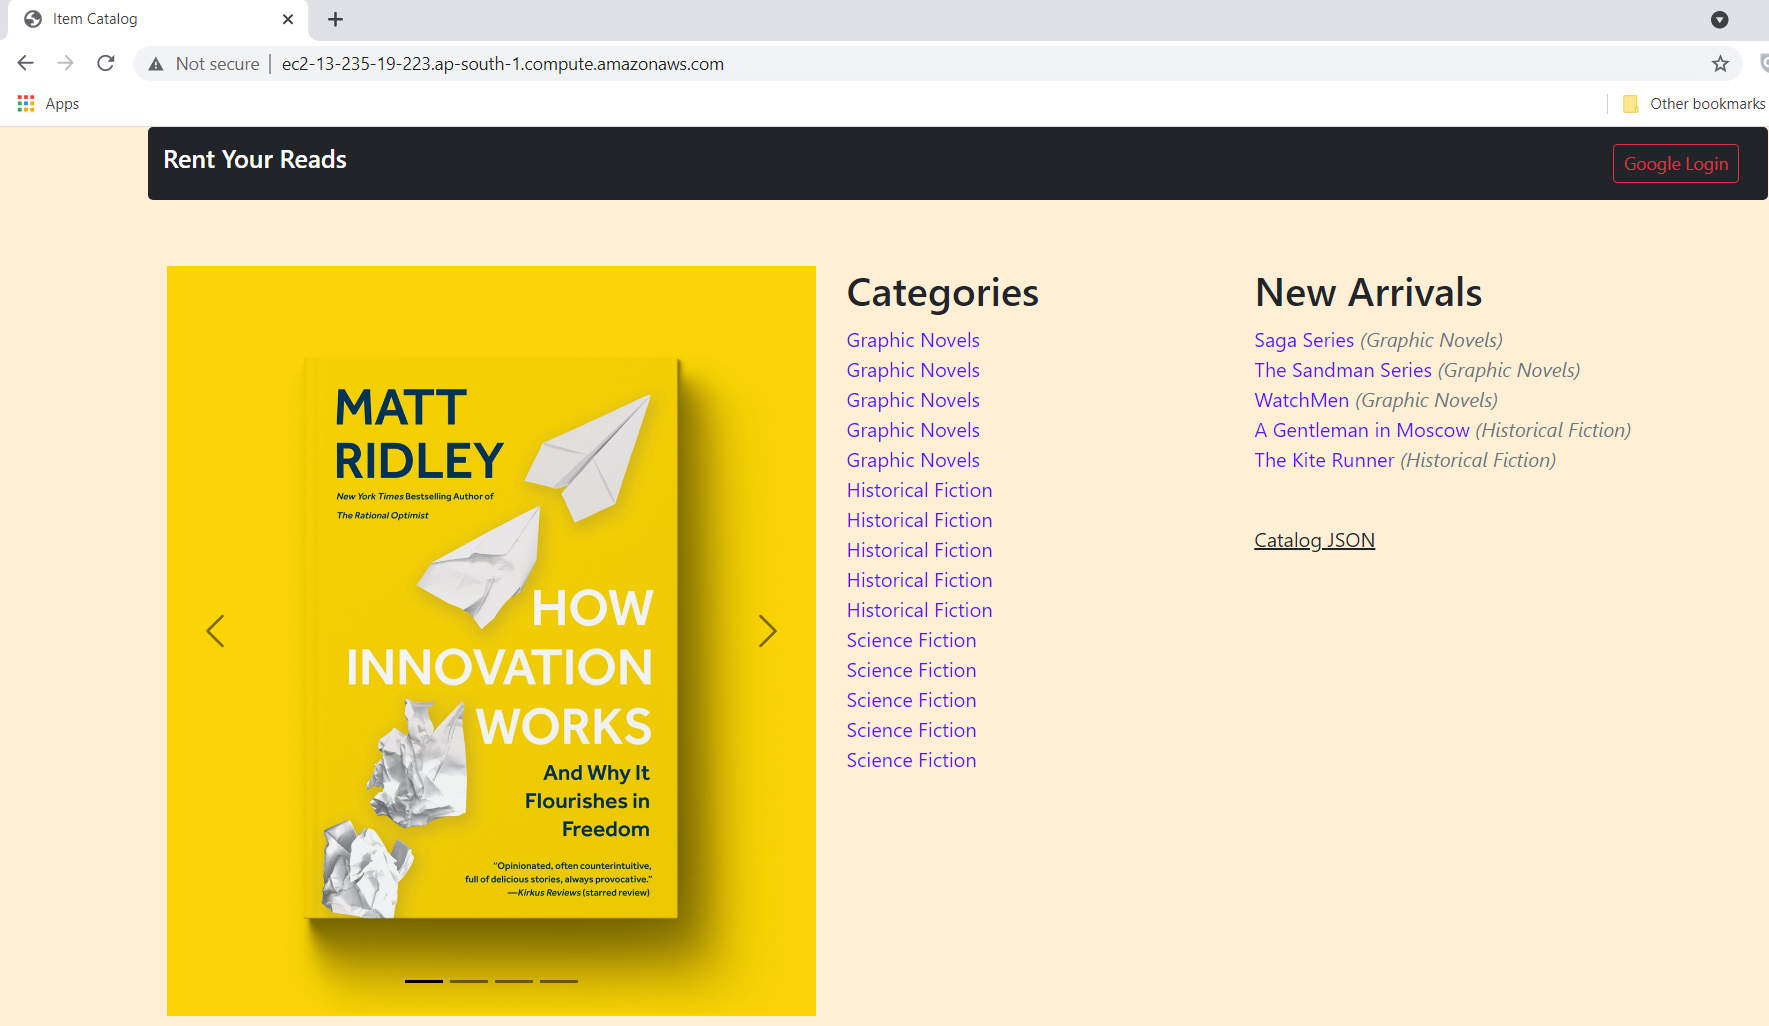 Item Catalog
Not secure | ec2-13-235-19-223.ap-south-1.compute.amazonaws.com
Apps
Other bookmarks
Rent Your Reads
Google Login
MATT
RIDLEY
New York Times Bestselling Author of
The Rational Optimist
HOW
INNOVATION
WORKS
And Why It
Flourishes in
Freedom
"Opinionated, often counterintuitive,
full of delicious stories, always provocative."
—Kirkus Reviews (starred review)
Categories
Graphic Novels
Graphic Novels
Graphic Novels
Graphic Novels
Graphic Novels
Historical Fiction
Historical Fiction
Historical Fiction
Historical Fiction
Historical Fiction
Science Fiction
Science Fiction
Science Fiction
Science Fiction
Science Fiction
New Arrivals
Saga Series (Graphic Novels)
The Sandman Series (Graphic Novels)
WatchMen (Graphic Novels)
A Gentleman in Moscow (Historical Fiction)
The Kite Runner (Historical Fiction)
Catalog JSON